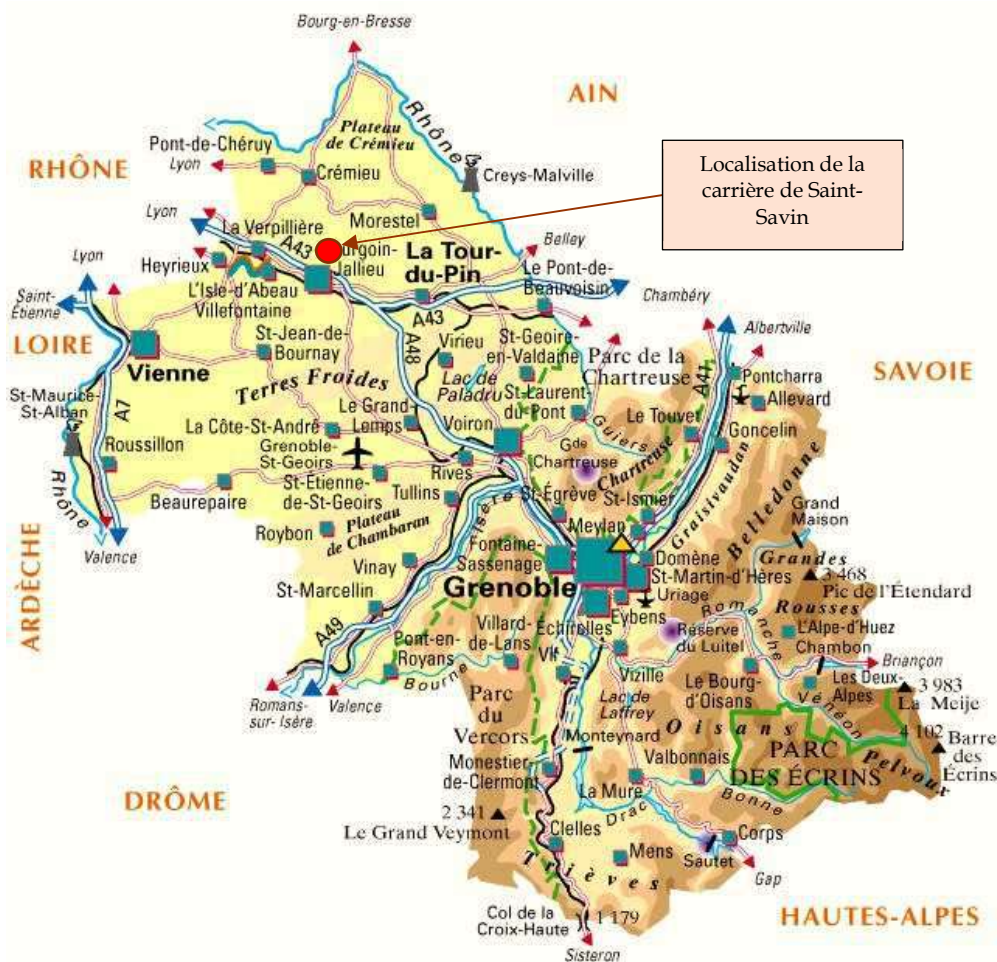 Bourg-en-Bresse
AIN
Rhône
Plateau
de Crémieu
Pont-de-Chéruy
RHÔNE
Lyon
Crémieu
Creys-Malville
Localisation de la
carrière de Saint-
Savin
Morestel
Lyon
La Verpillière
A43
urgoin-
Jallieu
La Tour-
du-Pin
Belley
Heyrieux
Lyon
L'Isle-d'Abeau
Villefontaine
Le Pont-de-
Beauvoisin
Chambéry
Saint-
Étienne
A43
A48
Albertville
LOIRE
St-Jean-de-
Bournay
Virieu
St-Geoire-
en-Valdaine
Parc de la
Chartreuse
A41
Vienne
Terres Froides
Lac de
Paladru
St-Laurent-
du-Pont
Pontcharra
SAVOIE
Allevard
St-Maurice-
St-Alban
A7
Le Grand-
Lemps
Voiron
Guiers
Le Touvet
Goncelin
La Côte-St-André
Roussillon
Grenoble-
St-Geoirs
Gde
Chartreuse
Chartreuse
Graisivaudan
Belledonne
Rhône
Rives
St-Étienne-
de-St-Geoirs
Tullins
Isère
St-Égrève
St-Ismier
Grand
Maison
Beaurepaire
Roybon
Plateau
de Chambaran
Meylan
Valence
Vinay
Fontaine-
Sassenage
Domène
Grandes
Rousses
3 468
Pic de l'Étendard
ARDÈCHE
Grenoble
St-Martin-d'Hères
Uriage
St-Marcellin
Eybens
Romanche
L'Alpe-d'Huez
A49
Villard-
de-Lans
Échirolles
Réserve
du Luitel
Chambon
Pont-en-
Royans
Vif
Vizille
Briançon
Bourne
Le Bourg-
d'Oisans
Les Deux-
Alpes
3 983
La Meije
Romans-
sur-Isère
Valence
Parc
du
Vercors
Lac de
Laffrey
Vénéon
Oisans
4 102
Barre
des
Écrins
Monteynard
PARC
DES ÉCRINS
Pelvoux
Valbonnais
Monestier-
de-Clermont
DRÔME
La Mure
Bonne
Drac
2 341
Le Grand Veymont
Clelles
Corps
Mens
Sautet
Trièves
Gap
Col de la
Croix-Haute
1 179
HAUTES-ALPES
Sisteron